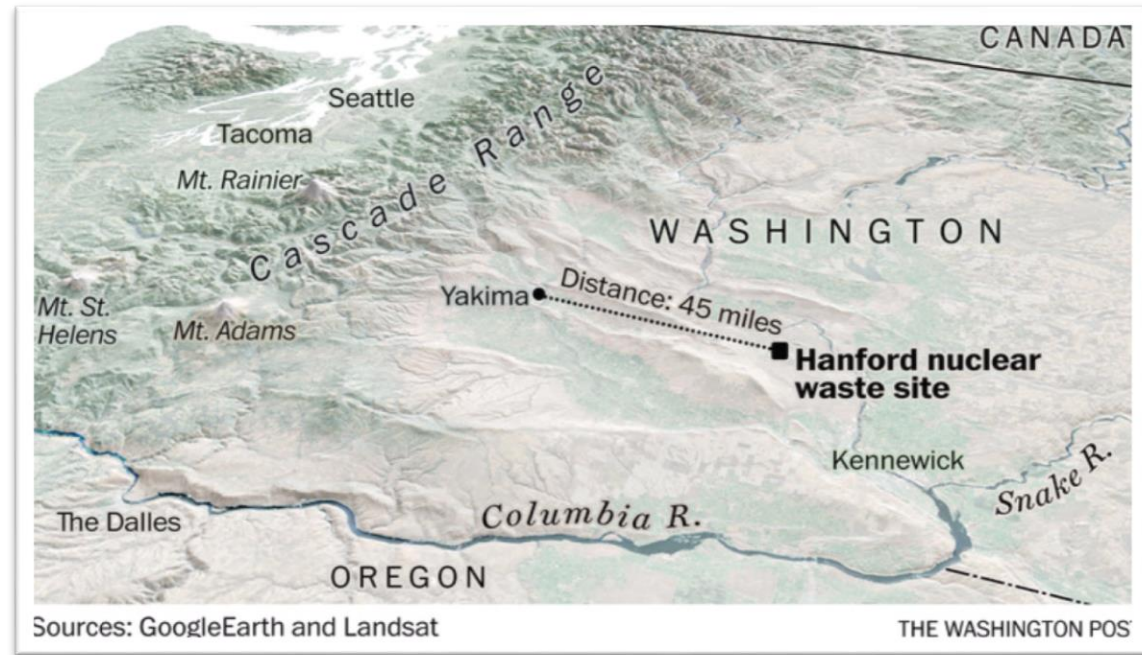 CANADA
Seattle
Tacoma
Cascade Range
Mt. Rainier
WASHINGTON
Yakima
Distance: 45 miles
Mt. St.
Helens
Mt. Adams
Hanford nuclear
waste site
Kennewick
Snake R.
The Dalles
Columbia R.
OREGON
Sources: GoogleEarth and Landsat
THE WASHINGTON POS